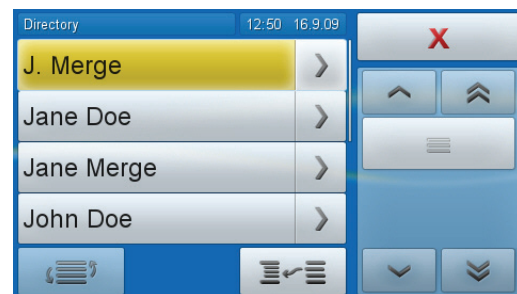 Directory 12:50 16.9.09
X
J. Merge
Jane Doe
Jane Merge
John Doe